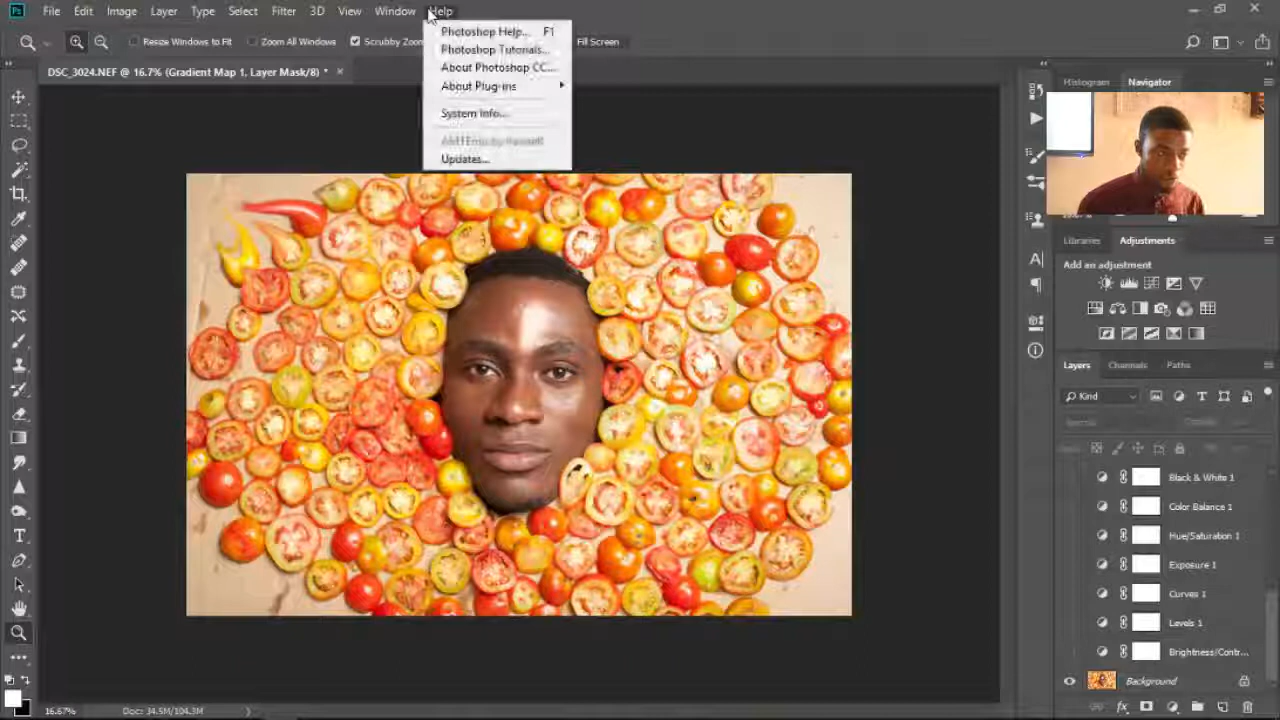 Ps File Edit Image Layer Type Select Filter 3D View Window Help
Resize Windows to Fit Zoom All Windows Scrubby Zoom Fill Screen
DSC_3024.NEF @ 16.7% (Gradient Map 1, Layer Mask/8) * ×
Photoshop Help... F1
Photoshop Tutorials...
About Photoshop CC...
About Plug-ins
System Info...
Updates...
Histogram Navigator
Libraries Adjustments
Add an adjustment
Layers Channels Paths
Kind
Normal
Black & White 1
Color Balance 1
Hue/Saturation 1
Exposure 1
Curves 1
Levels 1
Brightness/Contr...
Background
16.67% Doc: 34.5M/104.3M